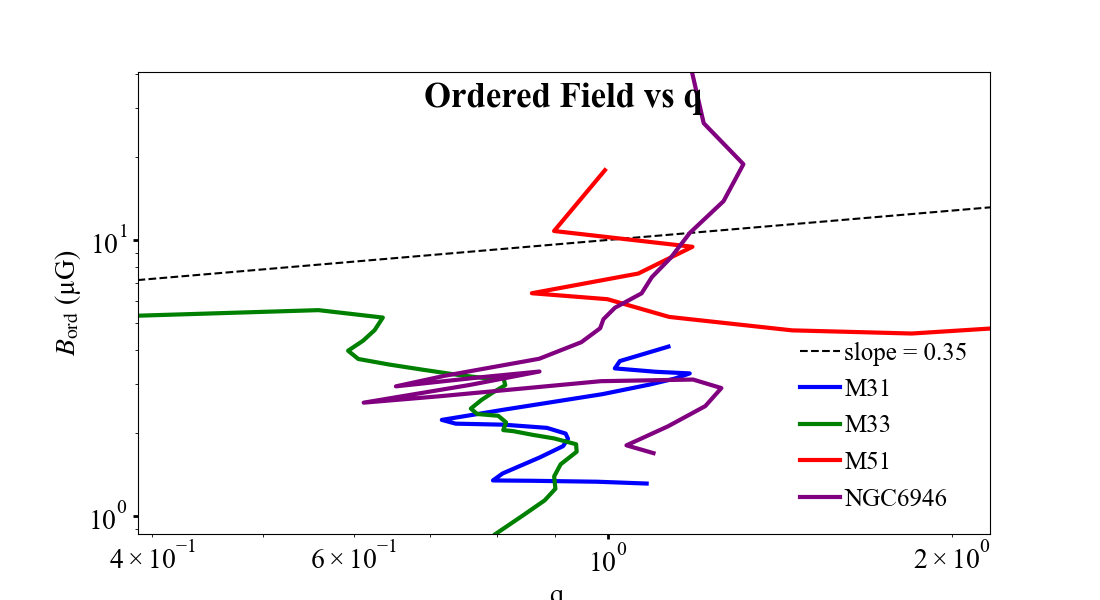 Ordered Field vs q
B_ord (μG)
10^1
10^0
slope = 0.35
M31
M33
M51
NGC6946
4 × 10^−1
6 × 10^−1
10^0
2 × 10^0
q